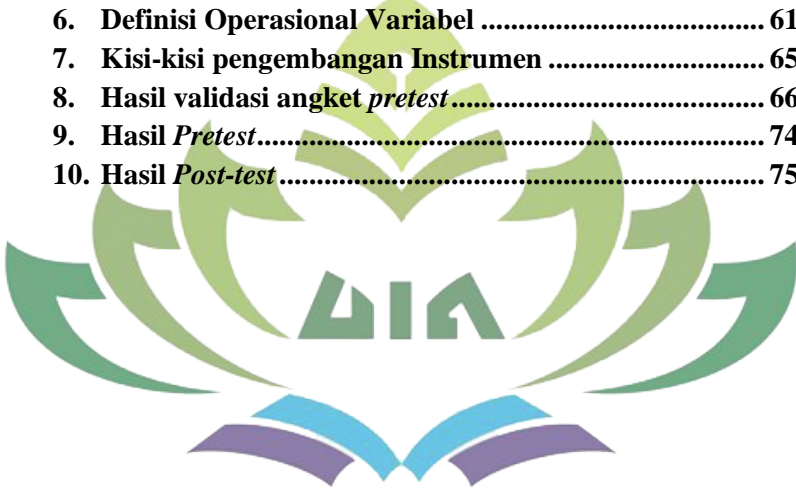 6. Definisi Operasional Variabel ................................... 61
7. Kisi-kisi pengembangan Instrumen .......................... 65
8. Hasil validasi angket pretest ....................................... 66
9. Hasil Pretest ................................................................. 74
10. Hasil Post-test .............................................................. 75
UIN